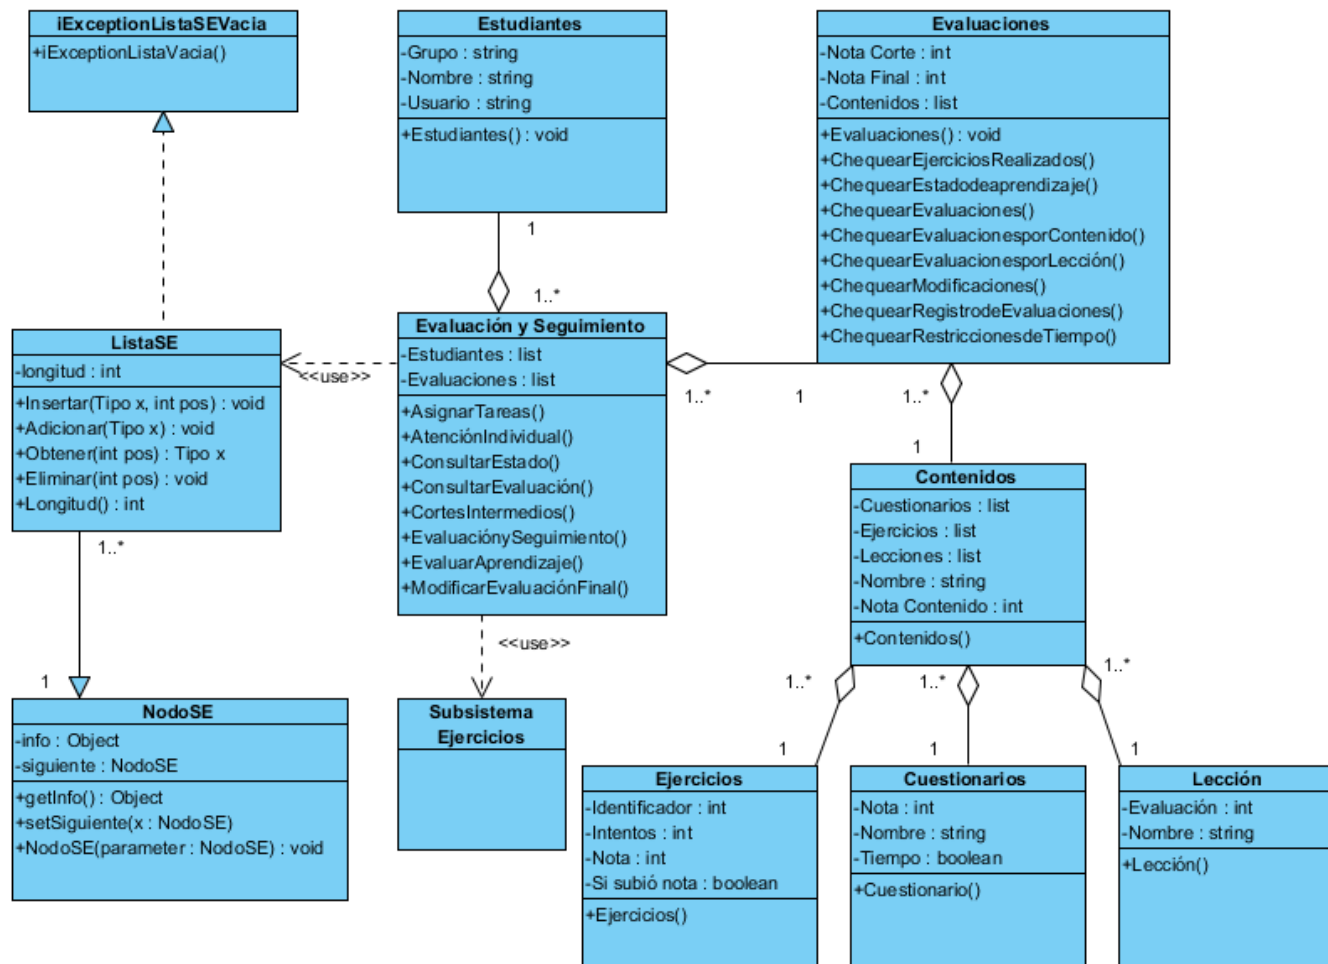 iExceptionListaSEVacia
+iExceptionListaVacia()
Estudiantes
-Grupo : string
-Nombre : string
-Usuario : string
+Estudiantes() : void
Evaluaciones
-Nota Corte : int
-Nota Final : int
-Contenidos : list
+Evaluaciones() : void
+ChequearEjerciciosRealizados()
+ChequearEstadodeaprendizaje()
+ChequearEvaluaciones()
+ChequearEvaluacionesporContenido()
+ChequearEvaluacionesporLección()
+ChequearModificaciones()
+ChequearRegistrodeEvaluaciones()
+ChequearRestriccionesdeTiempo()
1
1..*
ListaSE
-longitud : int
+Insertar(Tipo x, int pos) : void
+Adicionar(Tipo x) : void
+Obtener(int pos) : Tipo x
+Eliminar(int pos) : void
+Longitud() : int
<<use>>
Evaluación y Seguimiento
-Estudiantes : list
-Evaluaciones : list
+AsignarTareas()
+AtenciónIndividual()
+ConsultarEstado()
+ConsultarEvaluación()
+CortesIntermedios()
+EvaluaciónySeguimiento()
+EvaluarAprendizaje()
+ModificarEvaluaciónFinal()
1..*
1
1..*
1
Contenidos
-Cuestionarios : list
-Ejercicios : list
-Lecciones : list
-Nombre : string
-Nota Contenido : int
+Contenidos()
1..*
1
<<use>>
1..*
1..*
1..*
1
1
1
NodoSE
-info : Object
-siguiente : NodoSE
+getInfo() : Object
+setSiguiente(x : NodoSE)
+NodoSE(parameter : NodoSE) : void
Subsistema
Ejercicios
Ejercicios
-Identificador : int
-Intentos : int
-Nota : int
-Si subió nota : boolean
+Ejercicios()
Cuestionarios
-Nota : int
-Nombre : string
-Tiempo : boolean
+Cuestionario()
Lección
-Evaluación : int
-Nombre : string
+Lección()